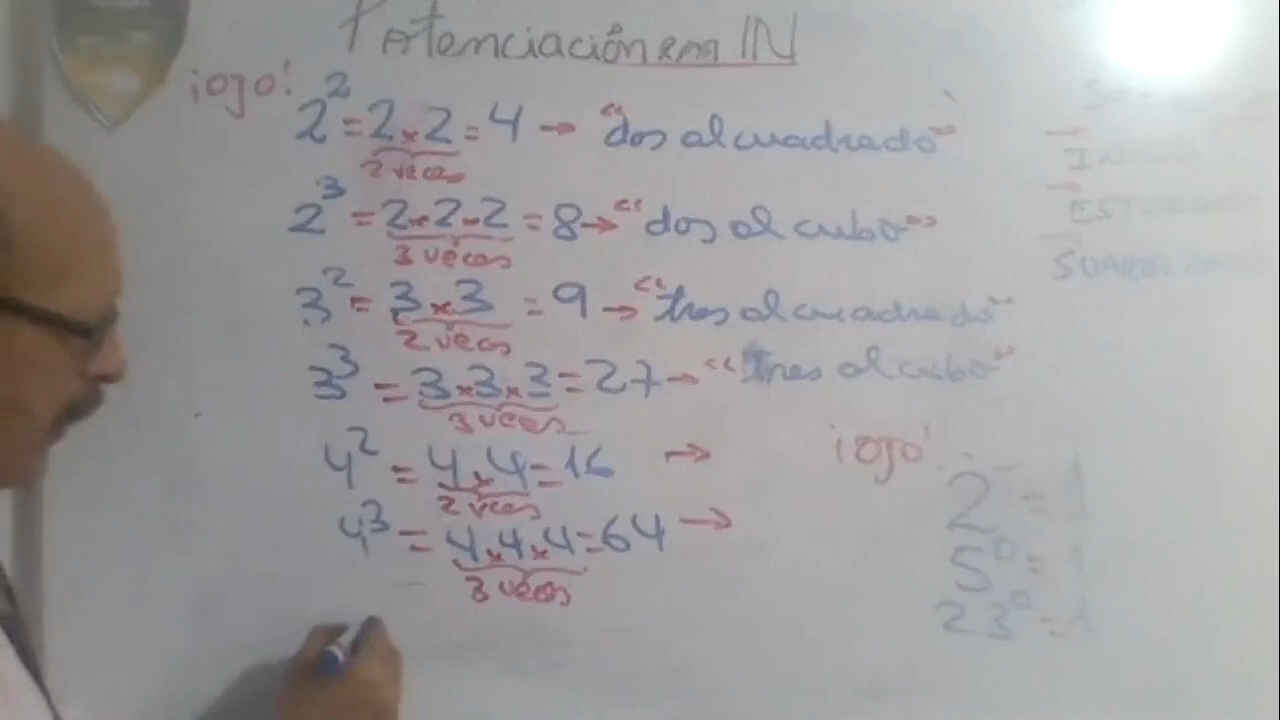 Potenciación en IN
¡ojo!
2² = 2 x 2 = 4 → "dos al cuadrado"
2 veces
2³ = 2 x 2 x 2 = 8 → "dos al cubo"
3 veces
3² = 3 x 3 = 9 → "tres al cuadrado"
2 veces
3³ = 3 x 3 x 3 = 27 → "tres al cubo"
3 veces
4² = 4 x 4 = 16 →
2 veces
4³ = 4 x 4 x 4 = 64 →
3 veces
¡ojo!
2 = 1
5⁰ = 1
23⁰ = 1